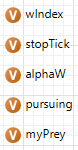 V wIndex
V stopTick
V alphaW
V pursuing
V myPrey